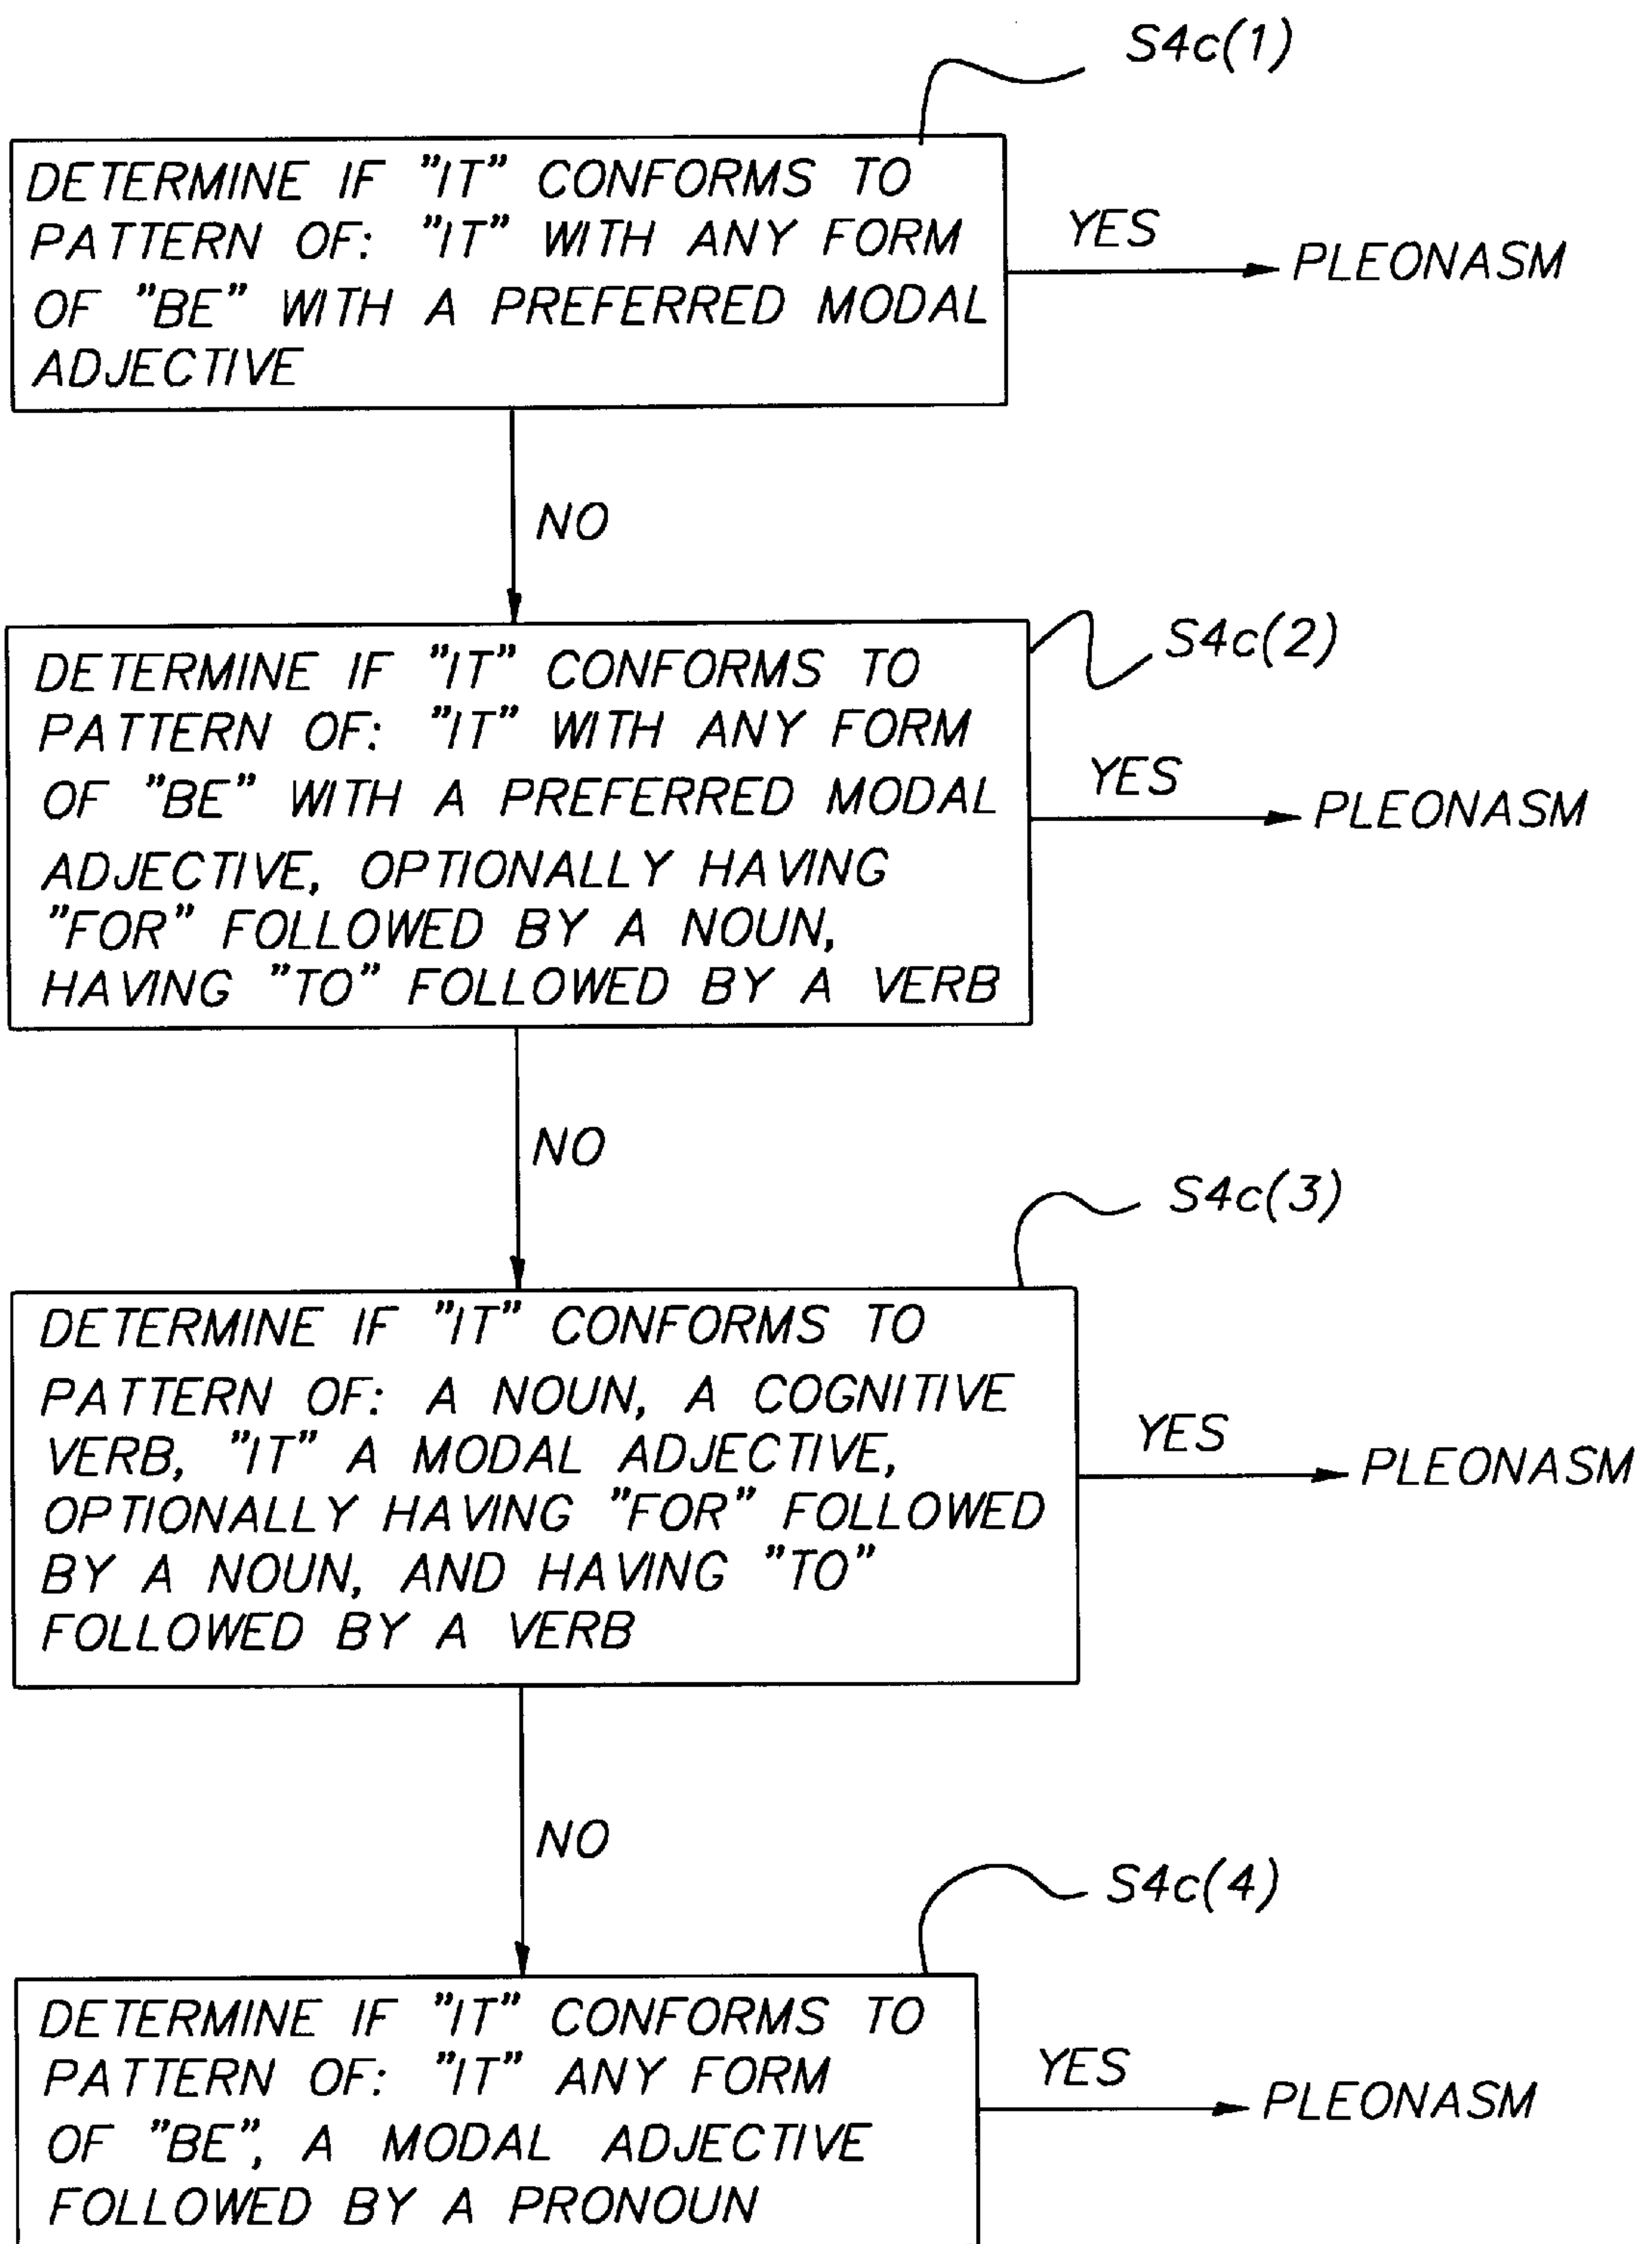 S4c(1)
DETERMINE IF "IT" CONFORMS TO
PATTERN OF: "IT" WITH ANY FORM
OF "BE" WITH A PREFERRED MODAL
ADJECTIVE
YES
PLEONASM
NO
S4c(2)
DETERMINE IF "IT" CONFORMS TO
PATTERN OF: "IT" WITH ANY FORM
OF "BE" WITH A PREFERRED MODAL
ADJECTIVE, OPTIONALLY HAVING
"FOR" FOLLOWED BY A NOUN,
HAVING "TO" FOLLOWED BY A VERB
YES
PLEONASM
NO
S4c(3)
DETERMINE IF "IT" CONFORMS TO
PATTERN OF: A NOUN, A COGNITIVE
VERB, "IT" A MODAL ADJECTIVE,
OPTIONALLY HAVING "FOR" FOLLOWED
BY A NOUN, AND HAVING "TO"
FOLLOWED BY A VERB
YES
PLEONASM
NO
S4c(4)
DETERMINE IF "IT" CONFORMS TO
PATTERN OF: "IT" ANY FORM
OF "BE", A MODAL ADJECTIVE
FOLLOWED BY A PRONOUN
YES
PLEONASM